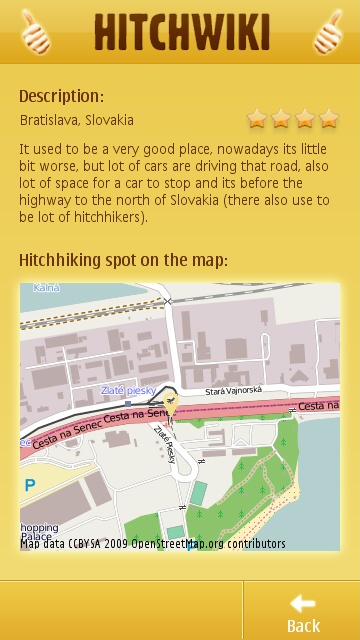 HITCHWIKI
Description:
Bratislava, Slovakia
It used to be a very good place, nowadays its little
bit worse, but lot of cars are driving that road, also
lot of space for a car to stop and its before the
highway to the north of Slovakia (there also use to
be lot of hitchhikers).
Hitchhiking spot on the map:
Kalná
Zlaté piesky
Stará Vajnorská
Cesta na Senec Cesta na Sene
Cesta na
Zlaté Piesky
P
hopping
Palace
Map data CCBYSA 2009 OpenStreetMap.org contributors
Back